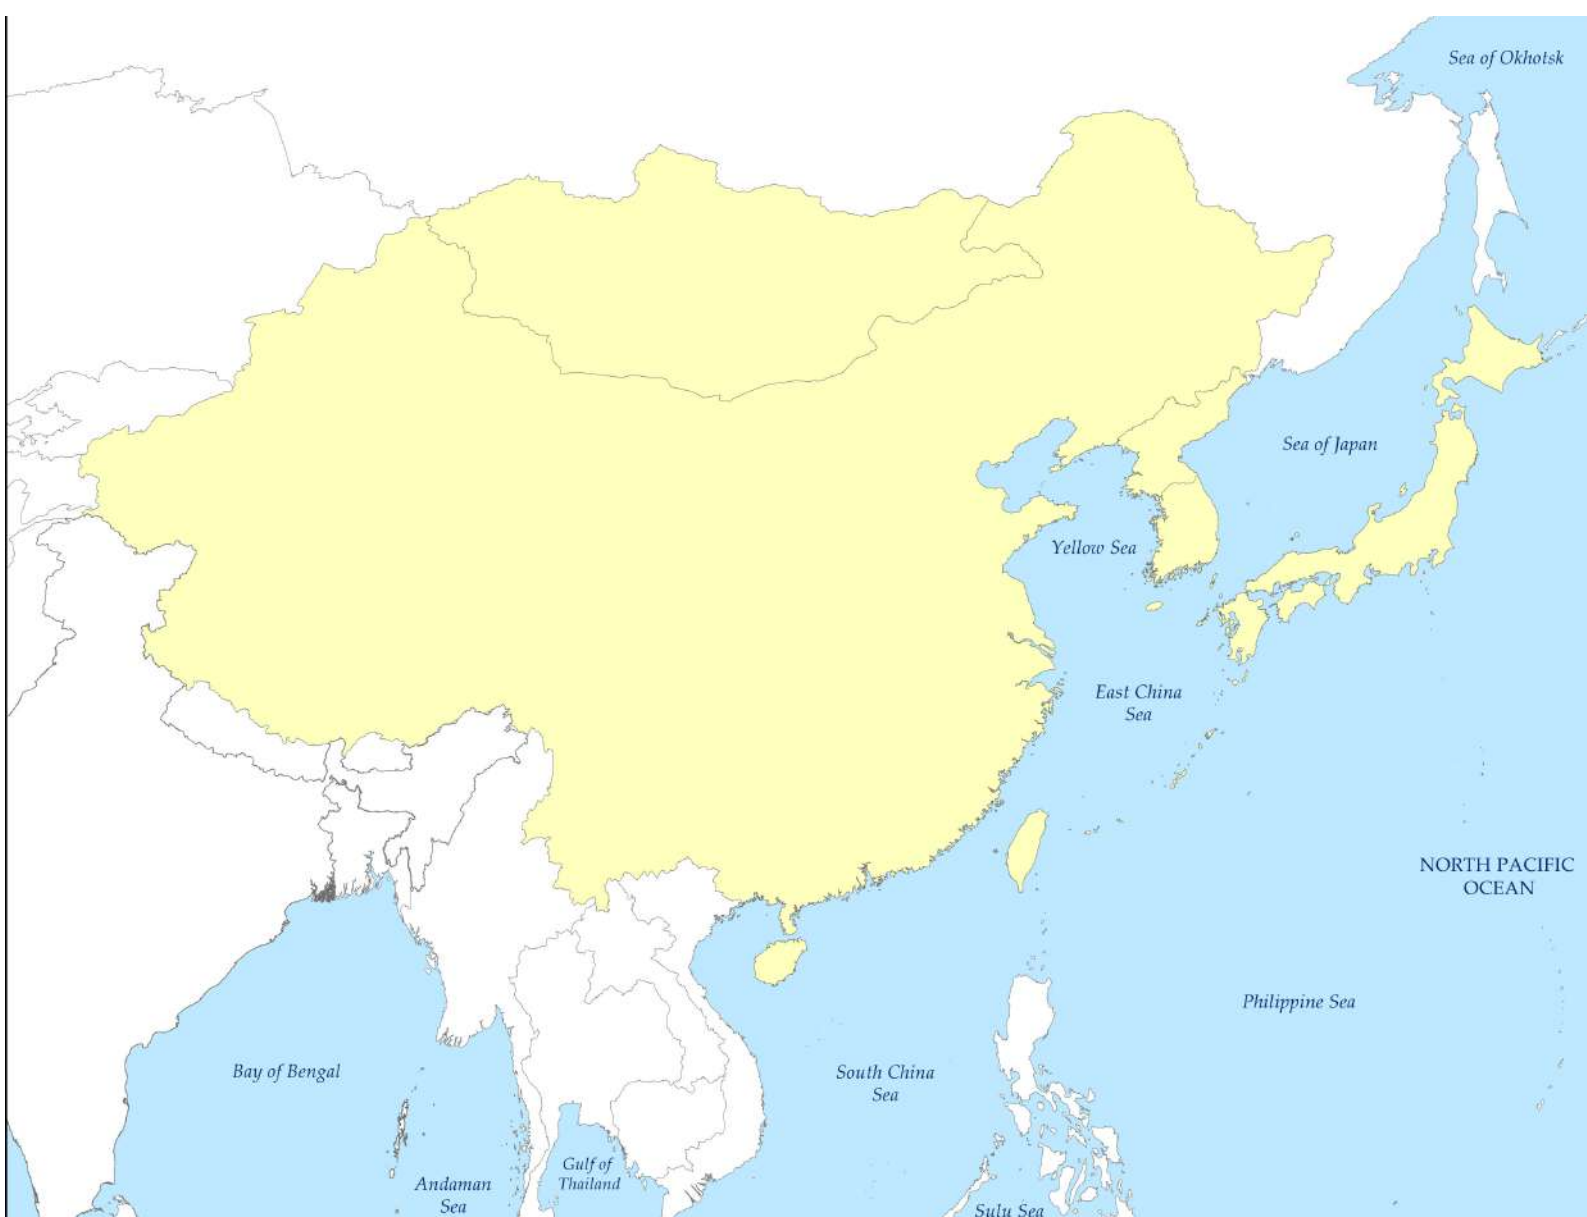 Sea of Okhotsk
Sea of Japan
Yellow Sea
East China
Sea
NORTH PACIFIC
OCEAN
Philippine Sea
Bay of Bengal
South China
Sea
Gulf of
Thailand
Andaman
Sea
Sulu Sea